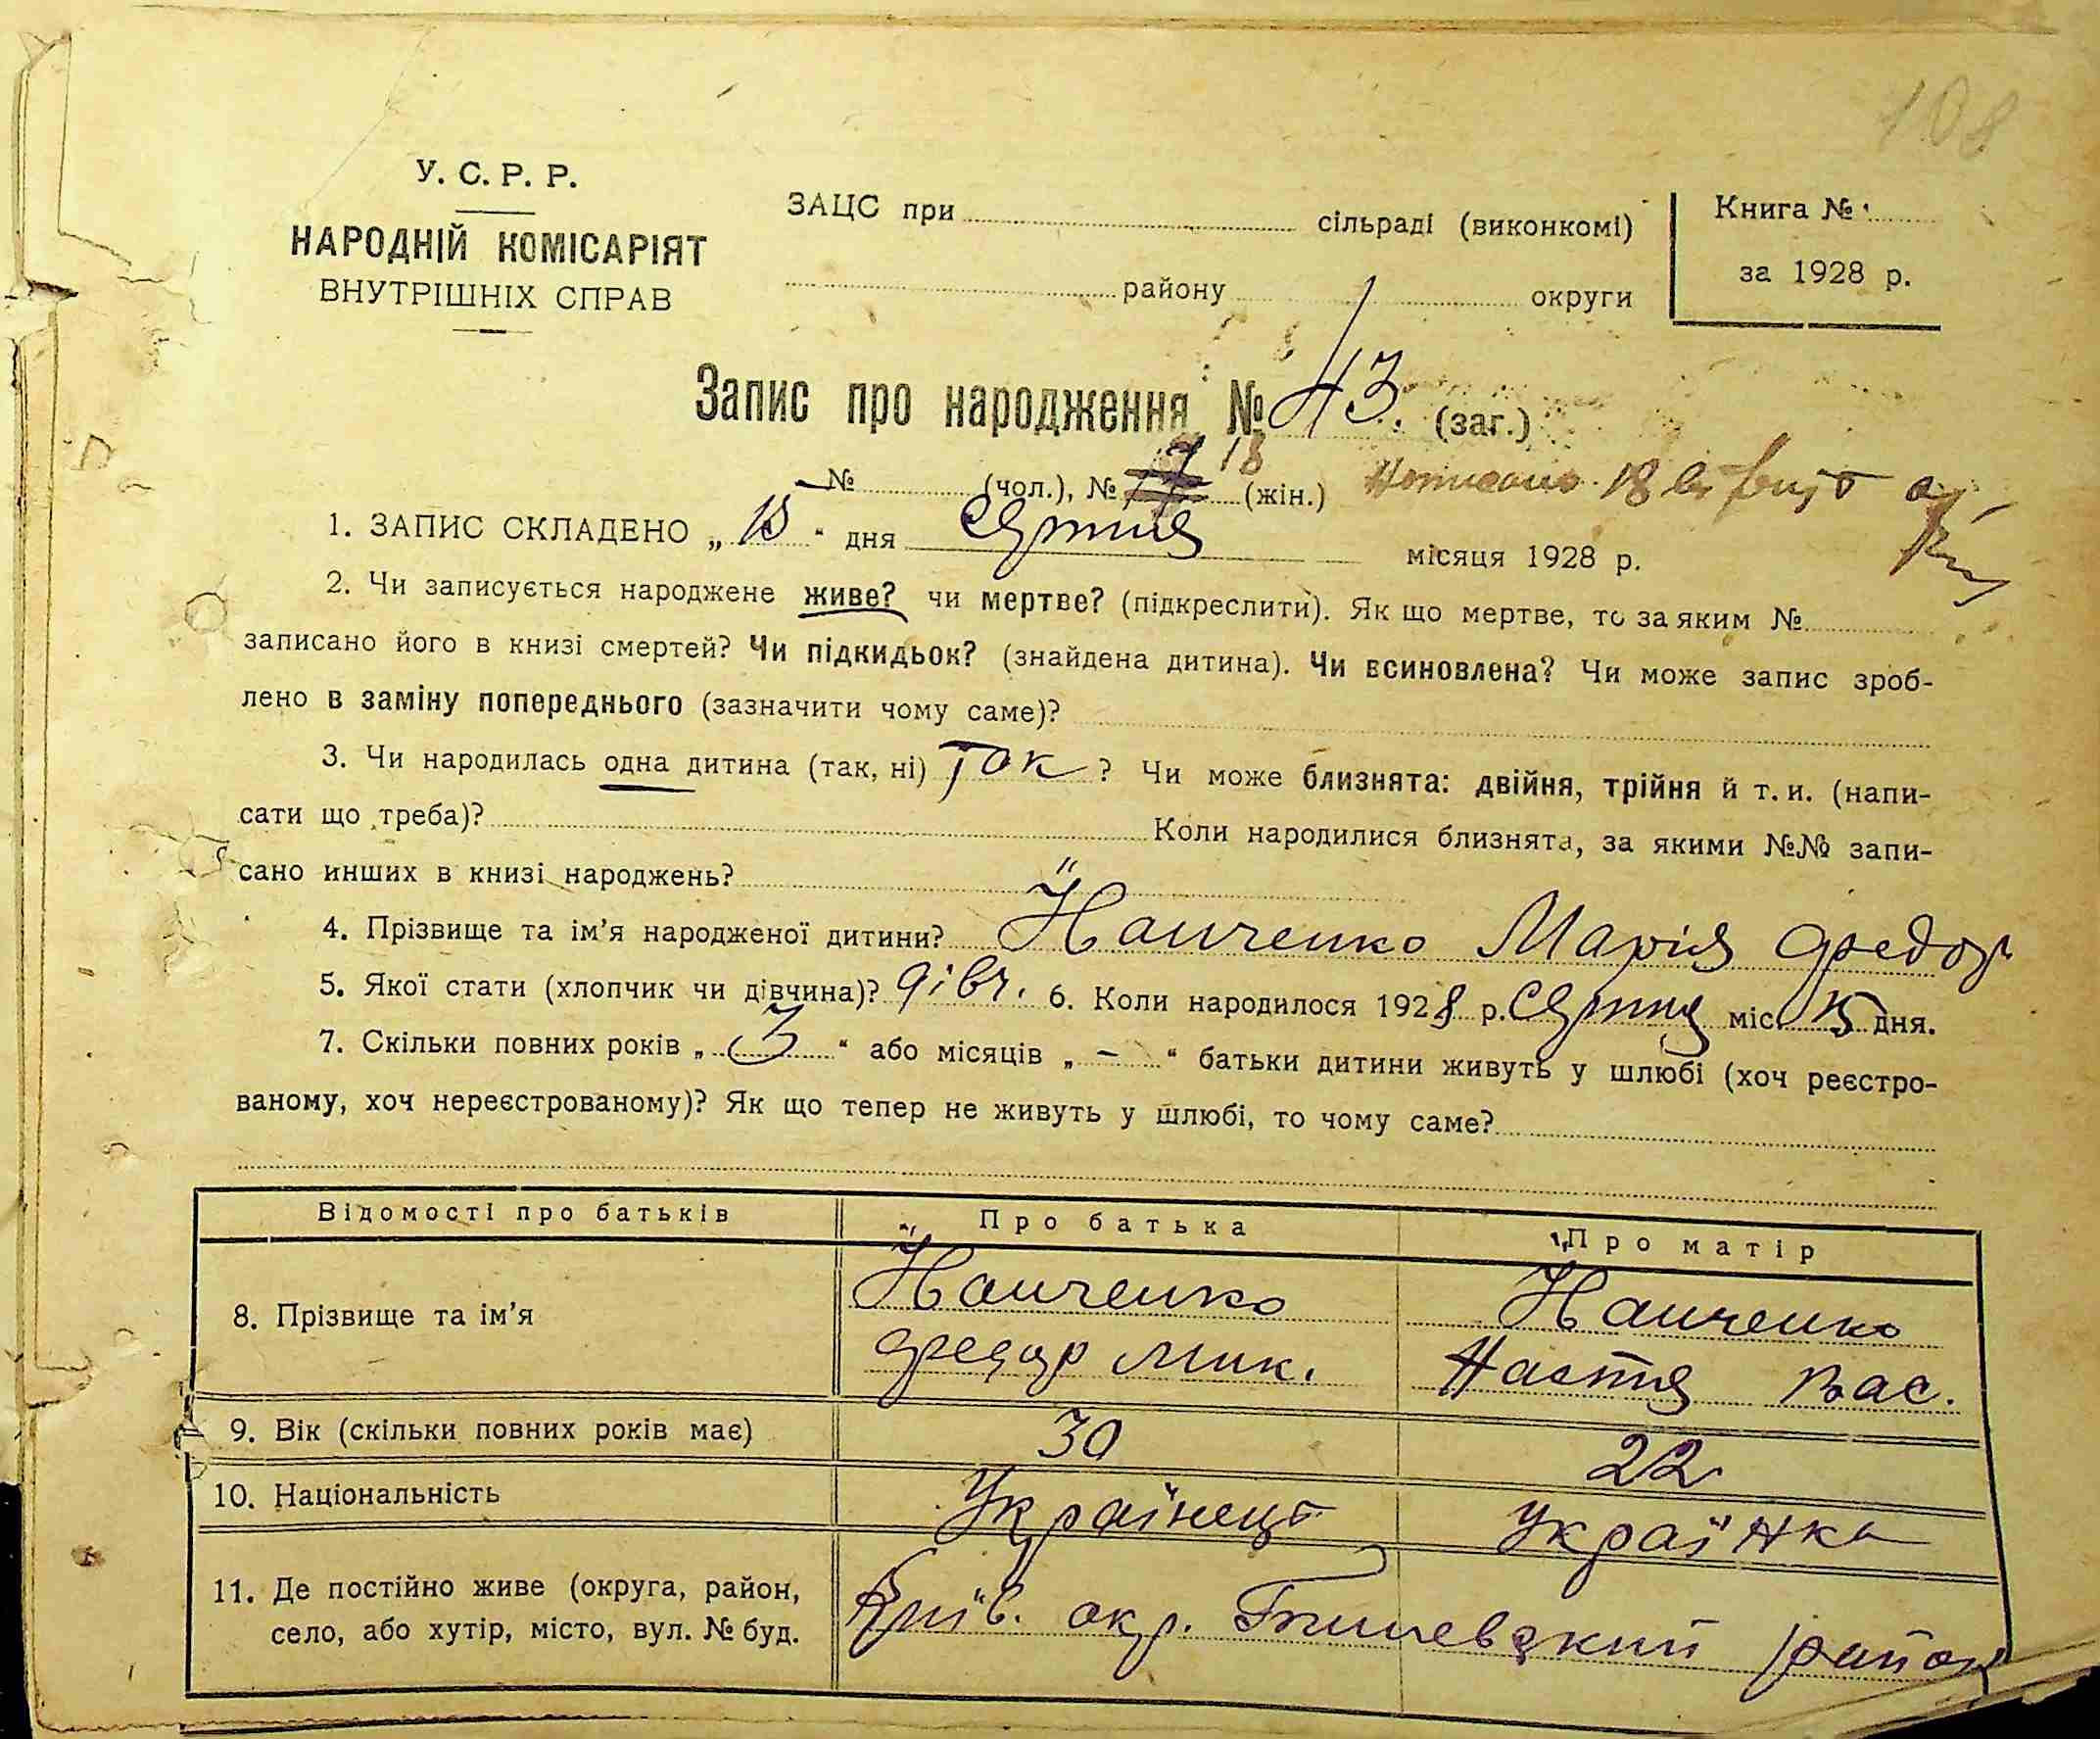 108
У. С. Р. Р.
НАРОДНІЙ КОМІСАРІЯТ
ВНУТРІШНІХ СПРАВ
ЗАЦС при сільраді (виконкомі)
району округи
Книга №
за 1928 р.
Запис про народження № 43. (заг.)
№ (чол.), № 18 (жін.) 18
1. ЗАПИС СКЛАДЕНО „15“ дня Серпня місяця 1928 р.
2. Чи записується народжене живе? чи мертве? (підкреслити). Як що мертве, то за яким №
записано його в книзі смертей? Чи підкидьок? (знайдена дитина). Чи всиновлена? Чи може запис зроб-
лено в заміну попереднього (зазначити чому саме)?
3. Чи народилась одна дитина (так, ні) Так ? Чи може близнята: двійня, трійня й т. и. (напи-
сати що треба)? Коли народилися близнята, за якими №№ запи-
сано инших в книзі народжень?
4. Прізвище та ім’я народженої дитини? Йанченко Марія Федор
5. Якої стати (хлопчик чи дівчина)? дівч. 6. Коли народилося 1928 р. Серпня міс. 15 дня.
7. Скільки повних років „3“ або місяців „–“ батьки дитини живуть у шлюбі (хоч реєстро-
ваному, хоч нереєстрованому)? Як що тепер не живуть у шлюбі, то чому саме?
Відомості про батьків Про батька Про матір
8. Прізвище та ім’я Йанченко Йанченко
Федор Мик. Настя Вас.
9. Вік (скільки повних років має) 30 22
10. Національність Українець Українка
11. Де постійно живе (округа, район,
село, або хутір, місто, вул. № буд. Київ. окр. район